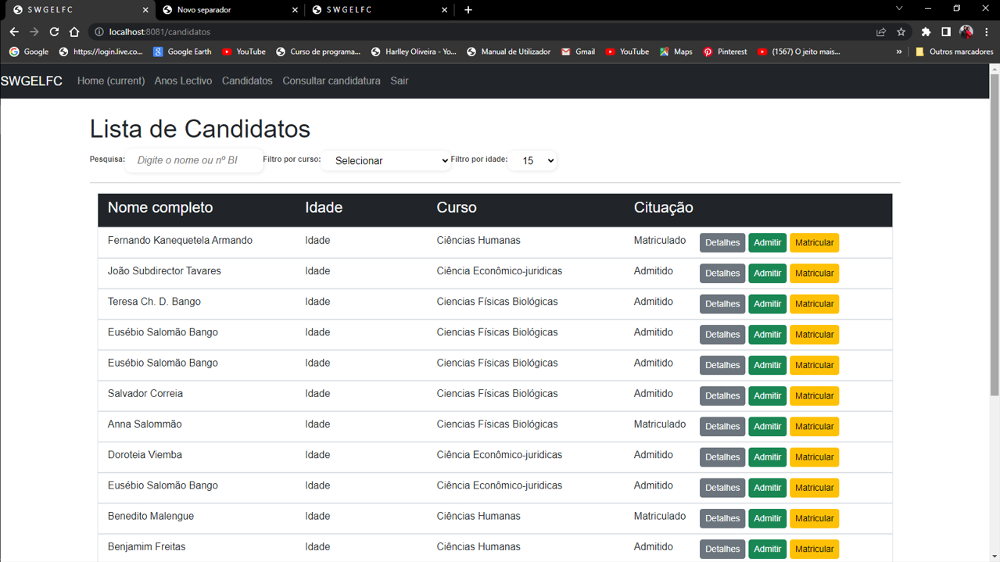 S W G E L F C
Novo separador
S W G E L F C
localhost:8081/candidatos
Google https://login.live.co... Google Earth YouTube Curso de programa... Harlley Oliveira - Yo... Manual de Utilizador Gmail YouTube Maps Pinterest (1567) O jeito mais... » Outros marcadores
SWGELFC Home (current) Anos Lectivo Candidatos Consultar candidatura Sair
Lista de Candidatos
Pesquisa: Digite o nome ou nº BI Filtro por curso: Selecionar Filtro por idade: 15
Nome completo Idade Curso Cituação
Fernando Kanequetela Armando Idade Ciências Humanas Matriculado Detalhes Admitir Matricular
João Subdirector Tavares Idade Ciência Econômico-juridicas Admitido Detalhes Admitir Matricular
Teresa Ch. D. Bango Idade Ciencias Físicas Biológicas Admitido Detalhes Admitir Matricular
Eusébio Salomão Bango Idade Ciencias Físicas Biológicas Admitido Detalhes Admitir Matricular
Eusébio Salomão Bango Idade Ciencias Físicas Biológicas Admitido Detalhes Admitir Matricular
Salvador Correia Idade Ciencias Físicas Biológicas Admitido Detalhes Admitir Matricular
Anna Salommão Idade Ciencias Físicas Biológicas Matriculado Detalhes Admitir Matricular
Doroteia Viemba Idade Ciência Econômico-juridicas Admitido Detalhes Admitir Matricular
Eusébio Salomão Bango Idade Ciência Econômico-juridicas Admitido Detalhes Admitir Matricular
Benedito Malengue Idade Ciências Humanas Matriculado Detalhes Admitir Matricular
Benjamim Freitas Idade Ciências Humanas Admitido Detalhes Admitir Matricular